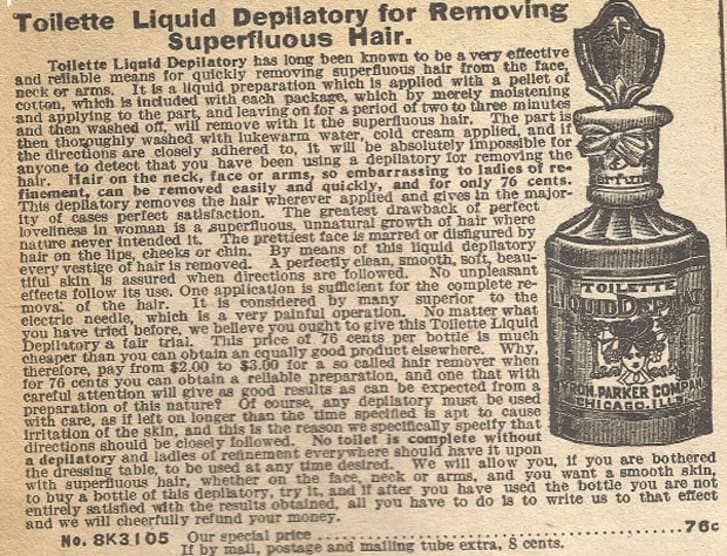 Toilette Liquid Depilatory for Removing
Superfluous Hair.
Toilette Liquid Depilatory has long been known to be a very effective
and reliable means for quickly removing superfluous hair from the face,
neck or arms. It is a liquid preparation which is applied with a pellet of
cotton, which is included with each package, which by merely moistening
and applying to the part, and leaving on for a period of two to three minutes
and then washed off, will remove with it the superfluous hair. The part is
then thoroughly washed with lukewarm water, cold cream applied, and if
the directions are closely adhered to, it will be absolutely impossible for
anyone to detect that you have been using a depilatory for removing the
hair. Hair on the neck, face or arms, so embarrassing to ladies of re-
finement, can be removed easily and quickly, and for only 76 cents.
This depilatory removes the hair wherever applied and gives in the major-
ity of cases perfect satisfaction. The greatest drawback of perfect
loveliness in woman is a superfluous, unnatural growth of hair where
nature never intended it. The prettiest face is marred or disfigured by
hair on the lips, cheeks or chin. By means of this liquid depilatory
every vestige of hair is removed. A perfectly clean, smooth, soft, beau-
tiful skin is assured when directions are followed. No unpleasant
effects follow its use. One application is sufficient for the complete re-
moval of the hair. It is considered by many superior to the
electric needle, which is a very painful operation. No matter what
you have tried before, we believe you ought to give this Toilette Liquid
Depilatory a fair trial. This price of 76 cents per bottle is much
cheaper than you can obtain an equally good product elsewhere. Why,
therefore, pay from $2.00 to $3.00 for a so called hair remover when
for 76 cents you can obtain a reliable preparation, and one that with
careful attention will give as good results as can be expected from a
preparation of this nature? Of course, any depilatory must be used
with care, as if left on longer than the time specified is apt to cause
irritation of the skin, and this is the reason we specifically specify that
directions should be closely followed. No toilet is complete without
a depilatory and ladies of refinement everywhere should have it upon
the dressing table, to be used at any time desired. We will allow you, if you are bothered
with superfluous hair, whether on the face, neck or arms, and you want a smooth skin,
to buy a bottle of this depilatory, try it, and if after you have used the bottle you are not
entirely satisfied with the results obtained, all you have to do is to write us to that effect
and we will cheerfully refund your money.
No. 8K3105 Our special price ....................76c
If by mail, postage and mailing tube extra, 8 cents.
TOILETTE
LIQUID DEPILA
PARKER COMPAN
CHICAGO. ILLS.